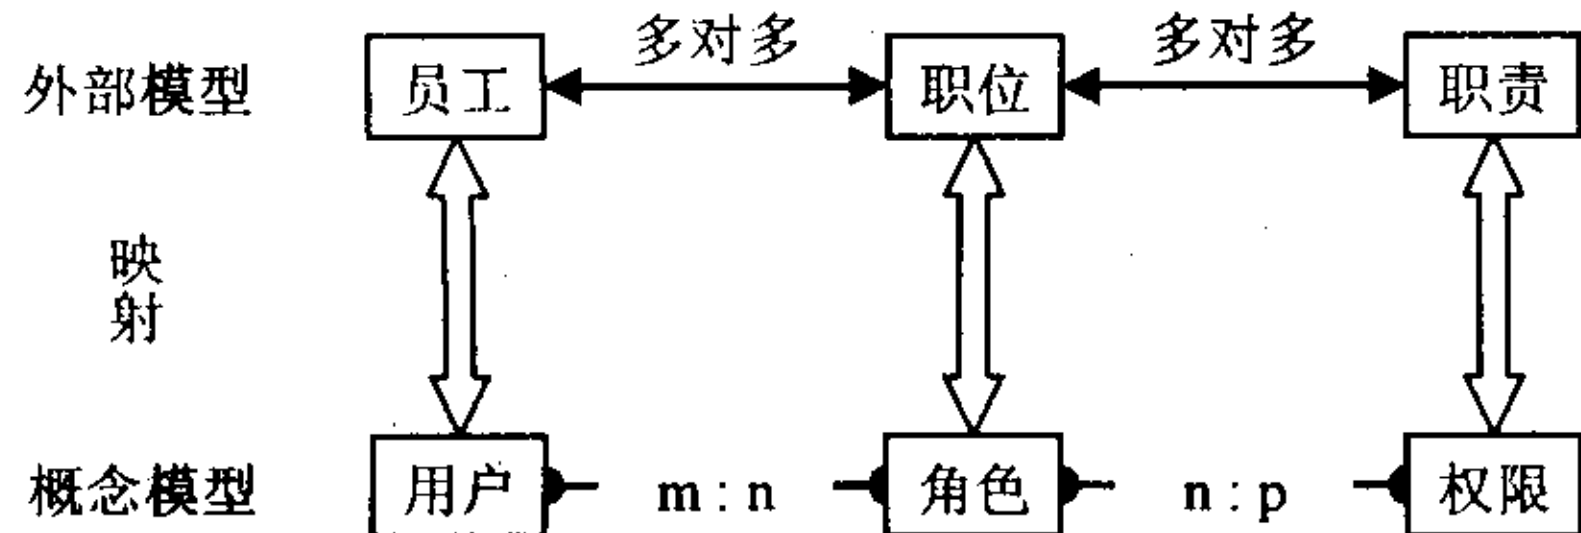 多对多 多对多
外部模型 员工 职位 职责
映
射
概念模型 用户 m : n 角色 n : p 权限